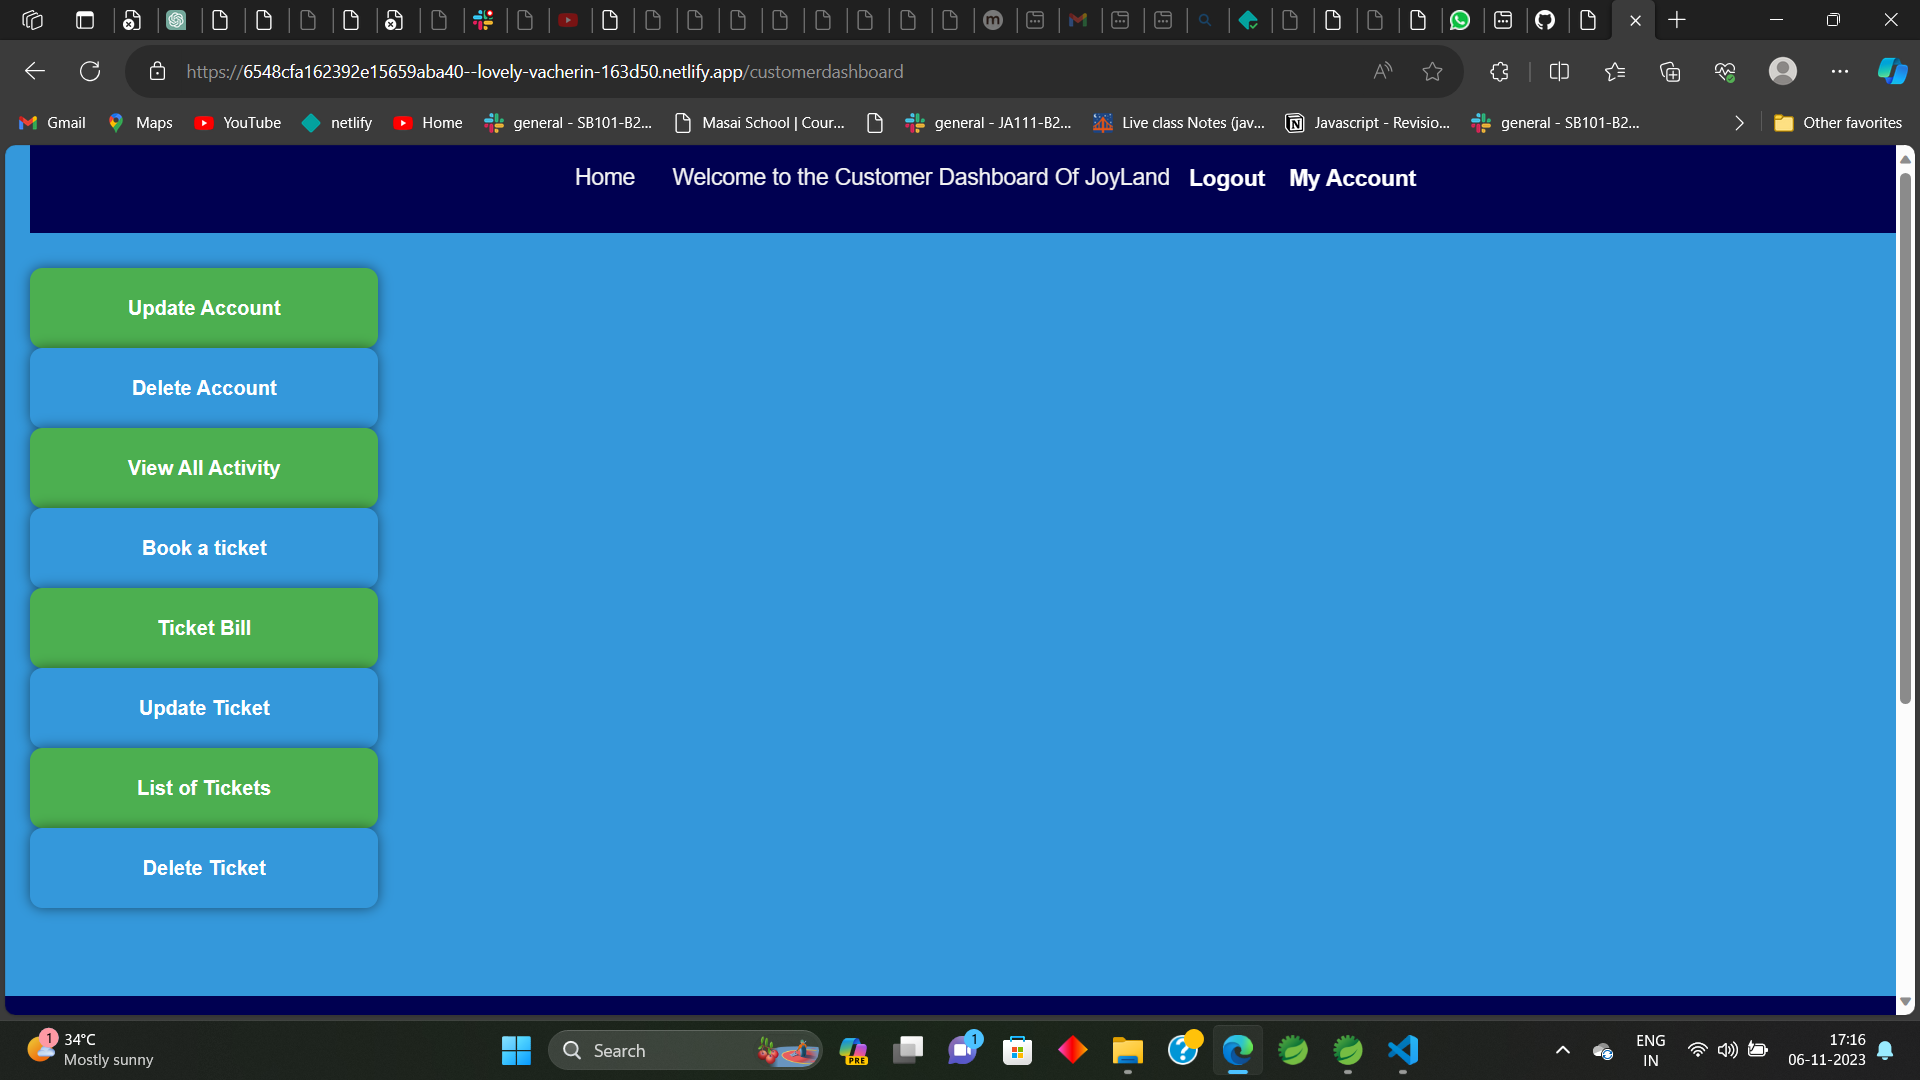 https://6548cfa162392e15659aba40--lovely-vacherin-163d50.netlify.app/customerdashboard
Gmail Maps YouTube netlify Home general - SB101-B2... Masai School | Cour... general - JA111-B2... Live class Notes (jav... Javascript - Revisio... general - SB101-B2... Other favorites
Home Welcome to the Customer Dashboard Of JoyLand Logout My Account
Update Account
Delete Account
View All Activity
Book a ticket
Ticket Bill
Update Ticket
List of Tickets
Delete Ticket
1 34°C
Mostly sunny
Search
PRE
1
ENG
IN
17:16
06-11-2023